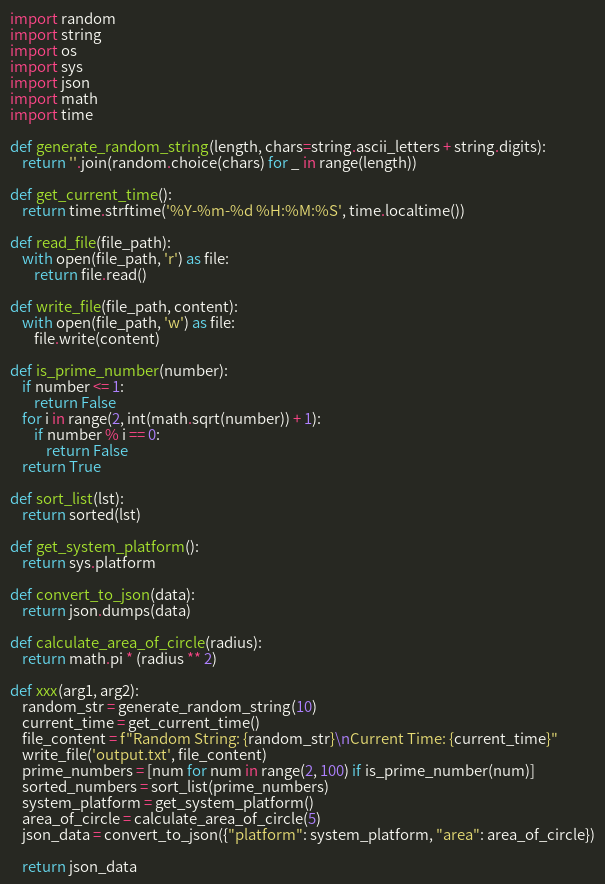 import random
import string
import os
import sys
import json
import math
import time

def generate_random_string(length, chars=string.ascii_letters + string.digits):
    return ''.join(random.choice(chars) for _ in range(length))

def get_current_time():
    return time.strftime('%Y-%m-%d %H:%M:%S', time.localtime())

def read_file(file_path):
    with open(file_path, 'r') as file:
        return file.read()

def write_file(file_path, content):
    with open(file_path, 'w') as file:
        file.write(content)

def is_prime_number(number):
    if number <= 1:
        return False
    for i in range(2, int(math.sqrt(number)) + 1):
        if number % i == 0:
            return False
    return True

def sort_list(lst):
    return sorted(lst)

def get_system_platform():
    return sys.platform

def convert_to_json(data):
    return json.dumps(data)

def calculate_area_of_circle(radius):
    return math.pi * (radius ** 2)

def xxx(arg1, arg2):
    random_str = generate_random_string(10)
    current_time = get_current_time()
    file_content = f"Random String: {random_str}\nCurrent Time: {current_time}"
    write_file('output.txt', file_content)
    prime_numbers = [num for num in range(2, 100) if is_prime_number(num)]
    sorted_numbers = sort_list(prime_numbers)
    system_platform = get_system_platform()
    area_of_circle = calculate_area_of_circle(5)
    json_data = convert_to_json({"platform": system_platform, "area": area_of_circle})

    return json_data